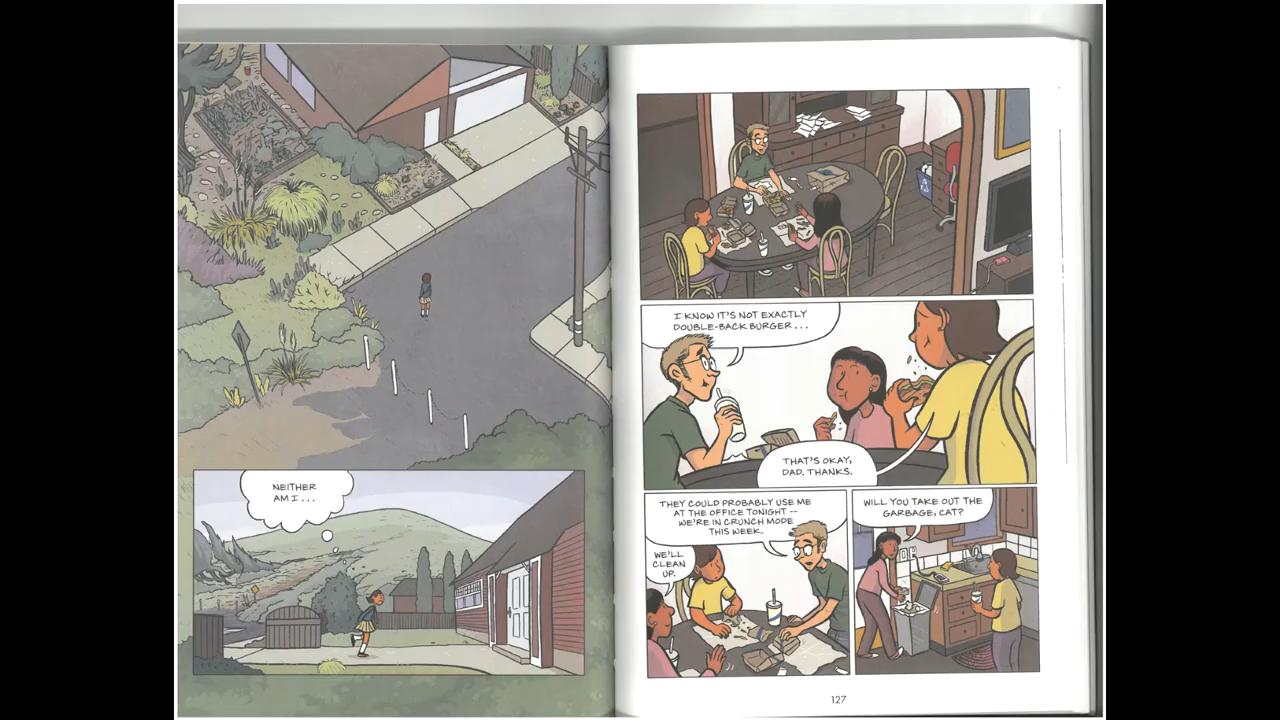 NEITHER
AM I...
I KNOW IT'S NOT EXACTLY
DOUBLE-BACK BURGER...
THAT'S OKAY,
DAD. THANKS.
THEY COULD PROBABLY USE ME
AT THE OFFICE TONIGHT --
WE'RE IN CRUNCH MODE
THIS WEEK.
WE'LL
CLEAN
UP.
WILL YOU TAKE OUT THE
GARBAGE, CAT?
127